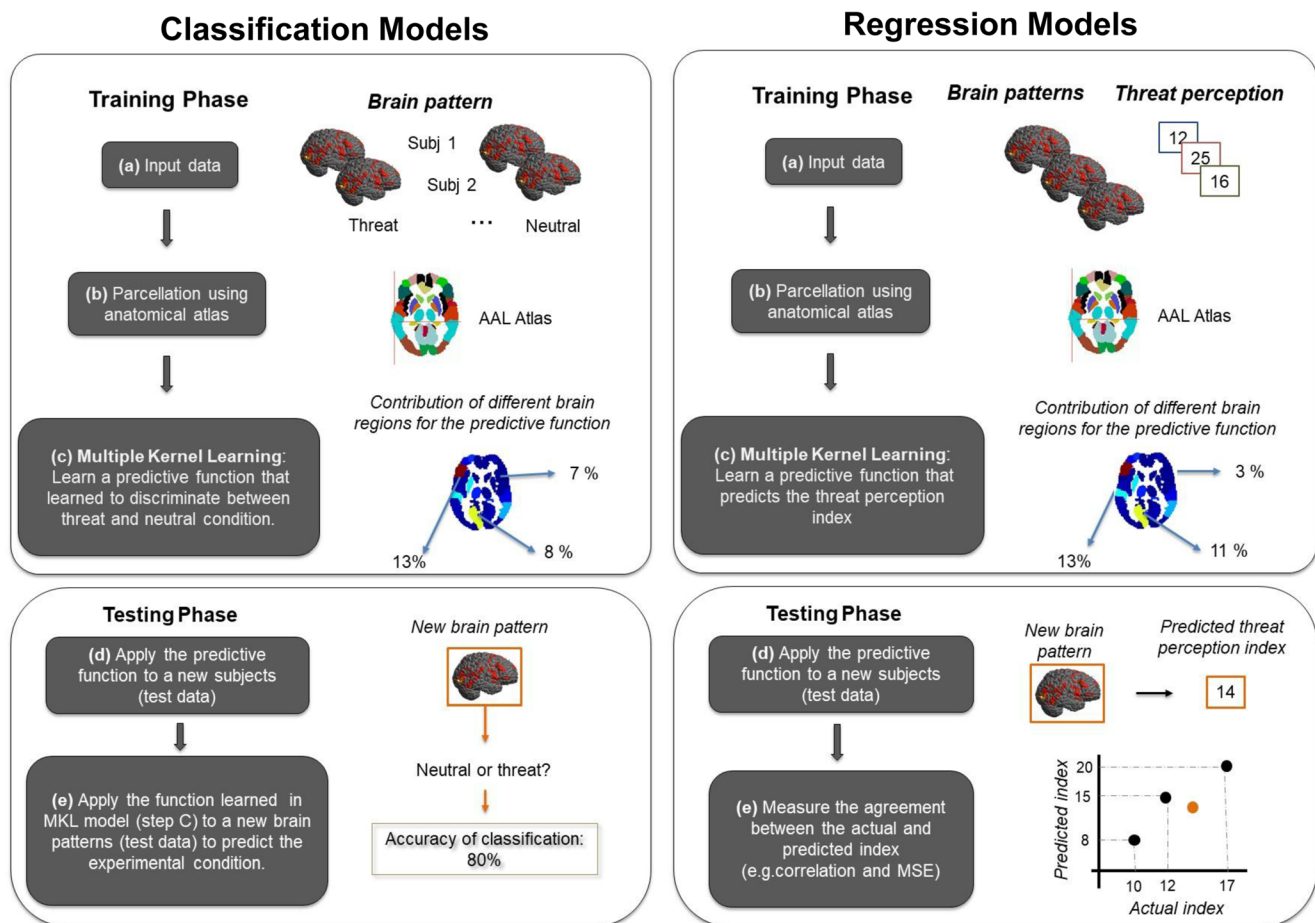 Classification Models
Training Phase
Brain pattern
(a) Input data
Subj 1
Subj 2
Threat
...
Neutral
(b) Parcellation using
anatomical atlas
AAL Atlas
Contribution of different brain
regions for the predictive function
(c) Multiple Kernel Learning:
Learn a predictive function that
learned to discriminate between
threat and neutral condition.
7 %
8 %
13%
Testing Phase
New brain pattern
(d) Apply the predictive
function to a new subjects
(test data)
Neutral or threat?
(e) Apply the function learned in
MKL model (step C) to a new brain
patterns (test data) to predict the
experimental condition.
Accuracy of classification:
80%
Regression Models
Training Phase
Brain patterns
Threat perception
(a) Input data
12
25
16
(b) Parcellation using
anatomical atlas
AAL Atlas
Contribution of different brain
regions for the predictive function
(c) Multiple Kernel Learning:
Learn a predictive function that
predicts the threat perception
index
3 %
11 %
13%
Testing Phase
New brain
pattern
Predicted threat
perception index
(d) Apply the predictive
function to a new subjects
(test data)
14
(e) Measure the agreement
between the actual and
predicted index
(e.g.correlation and MSE)
Predicted index
20
15
8
10
12
17
Actual index